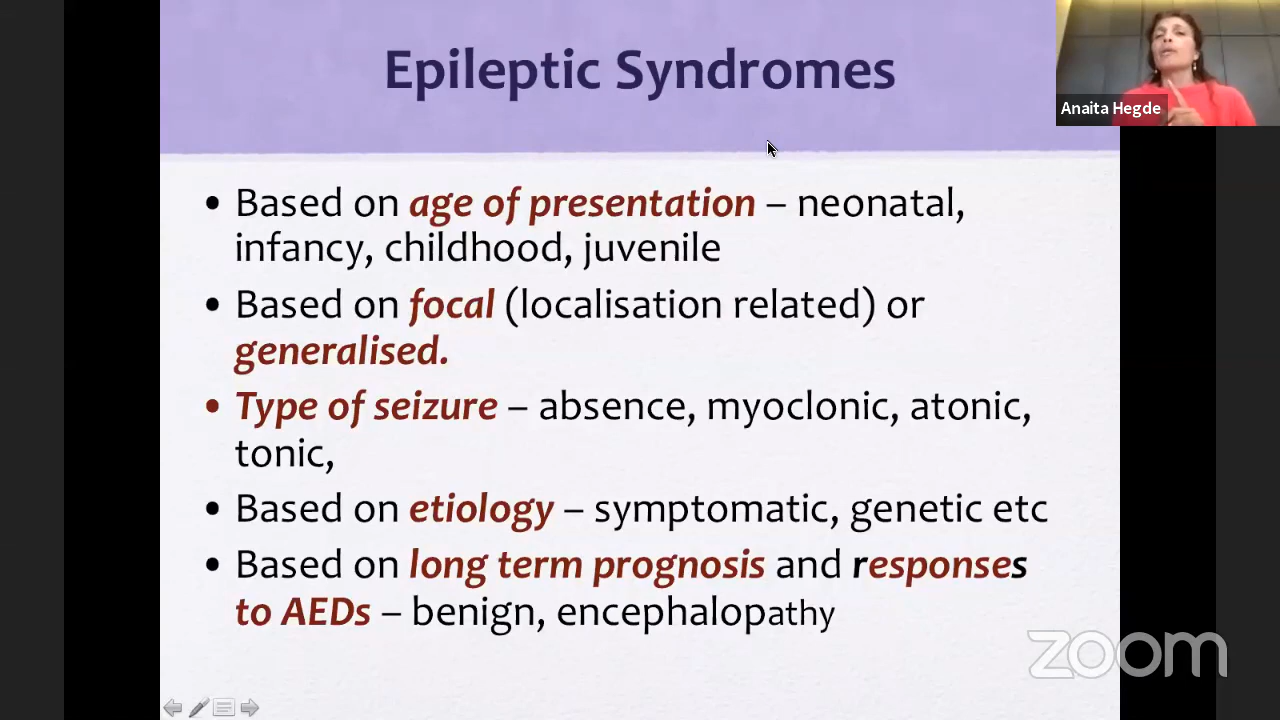 Epileptic Syndromes
Anaita Hegde
• Based on age of presentation – neonatal,
infancy, childhood, juvenile
• Based on focal (localisation related) or
generalised.
• Type of seizure – absence, myoclonic, atonic,
tonic,
• Based on etiology – symptomatic, genetic etc
• Based on long term prognosis and responses
to AEDs – benign, encephalopathy
zoom